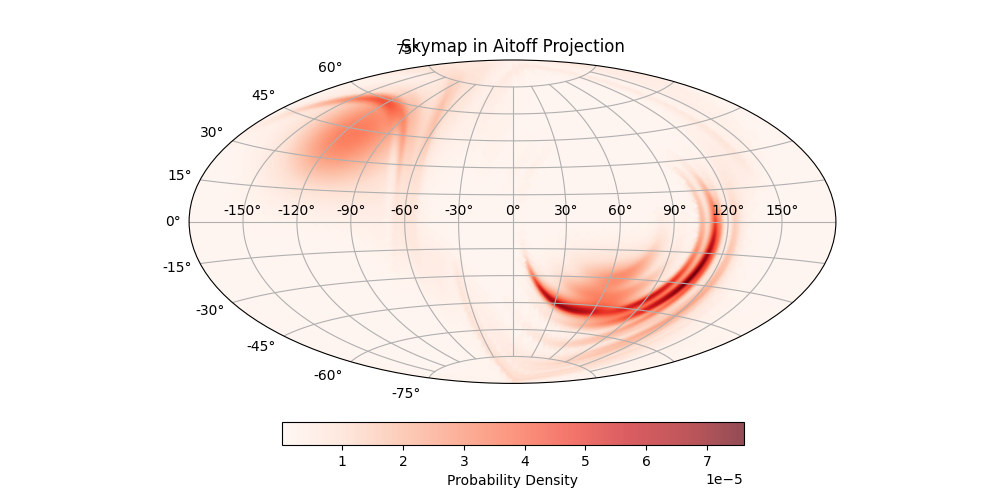 75°
Skymap in Aitoff Projection
60°
45°
30°
15°
-150° -120° -90° -60° -30° 0° 30° 60° 90° 120° 150°
0°
-15°
-30°
-45°
-60°
-75°
1 2 3 4 5 6 7
1e−5
Probability Density